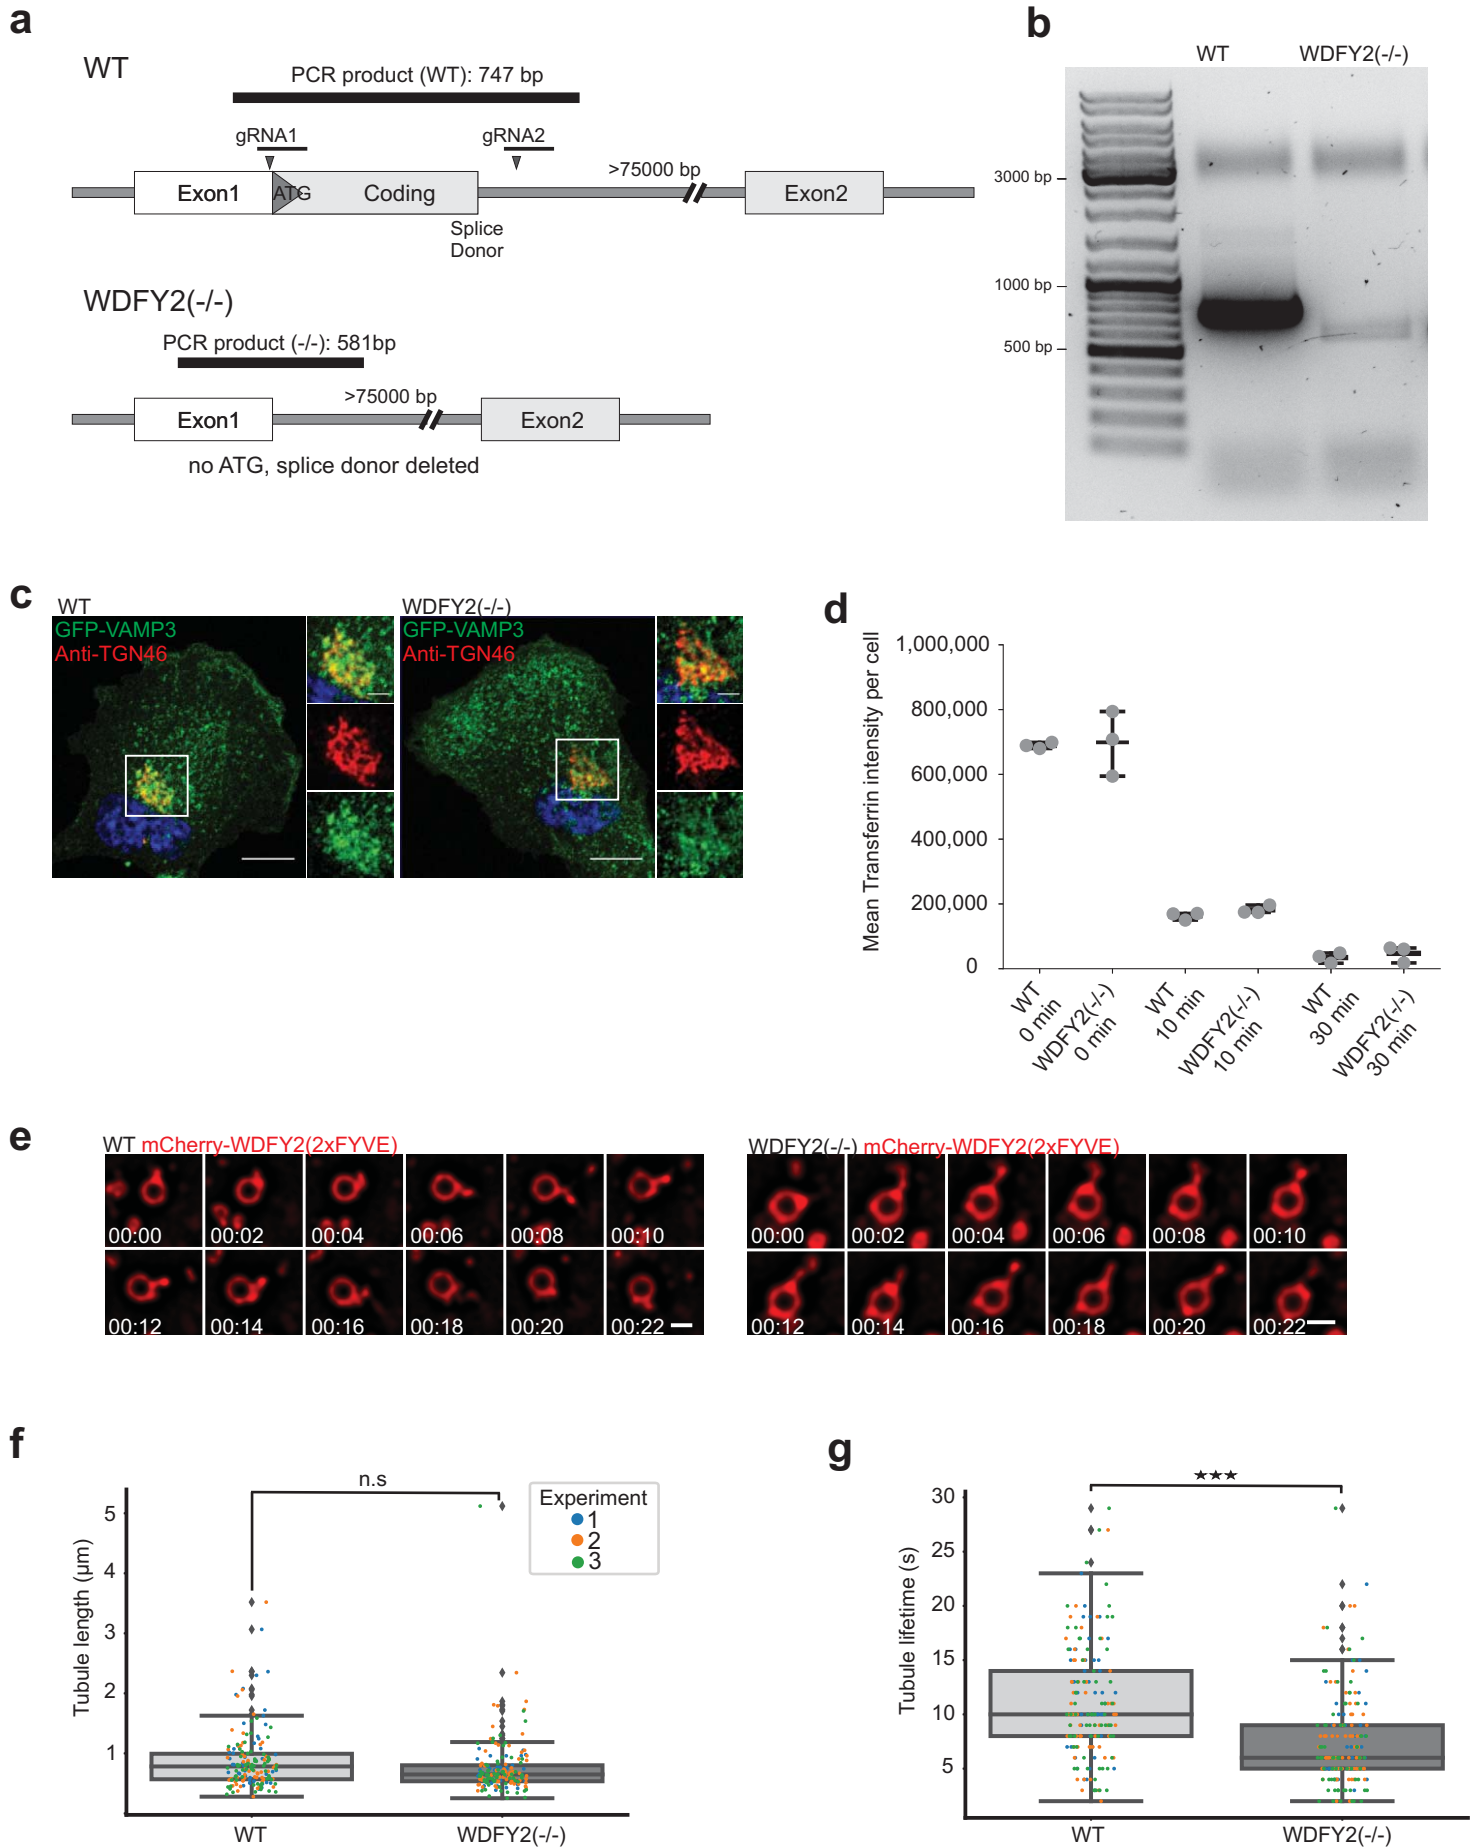 a
WT
PCR product (WT): 747 bp
gRNA1
gRNA2
>75000 bp
Exon1
ATG
Coding
Exon2
Splice
Donor
WDFY2(-/-)
PCR product (-/-): 581bp
>75000 bp
Exon1
Exon2
no ATG, splice donor deleted
b
WT
WDFY2(-/-)
3000 bp
1000 bp
500 bp
c
WT
GFP-VAMP3
Anti-TGN46
WDFY2(-/-)
GFP-VAMP3
Anti-TGN46
d
Mean Transferrin intensity per cell
1,000,000
800,000
600,000
400,000
200,000
0
WT
0 min
WDFY2(-/-)
0 min
WT
10 min
WDFY2(-/-)
10 min
WT
30 min
WDFY2(-/-)
30 min
e
WT mCherry-WDFY2(2xFYVE)
00:00 00:02 00:04 00:06 00:08 00:10
00:12 00:14 00:16 00:18 00:20 00:22
WDFY2(-/-) mCherry-WDFY2(2xFYVE)
00:00 00:02 00:04 00:06 00:08 00:10
00:12 00:14 00:16 00:18 00:20 00:22
f
n.s
Experiment
1
2
3
Tubule length (µm)
5
4
3
2
1
WT
WDFY2(-/-)
g
★★★
Tubule lifetime (s)
30
25
20
15
10
5
WT
WDFY2(-/-)